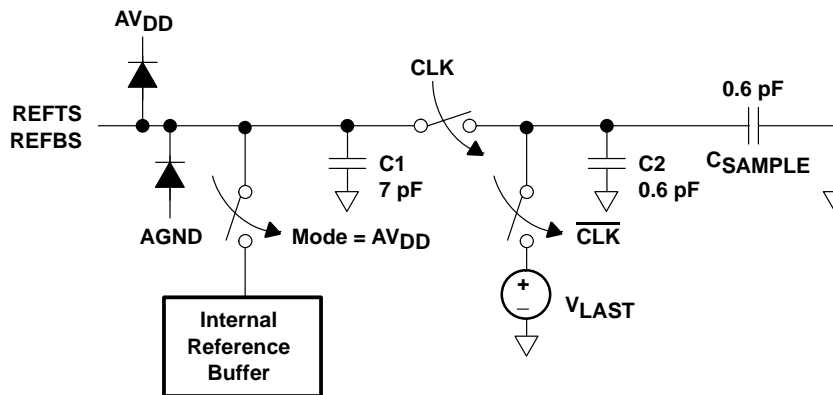 AVDD
CLK
0.6 pF
REFTS
REFBS
C1
7 pF
C2
0.6 pF
CSAMPLE
AGND
Mode = AVDD
C̅L̅K̅
+
–
VLAST
Internal
Reference
Buffer